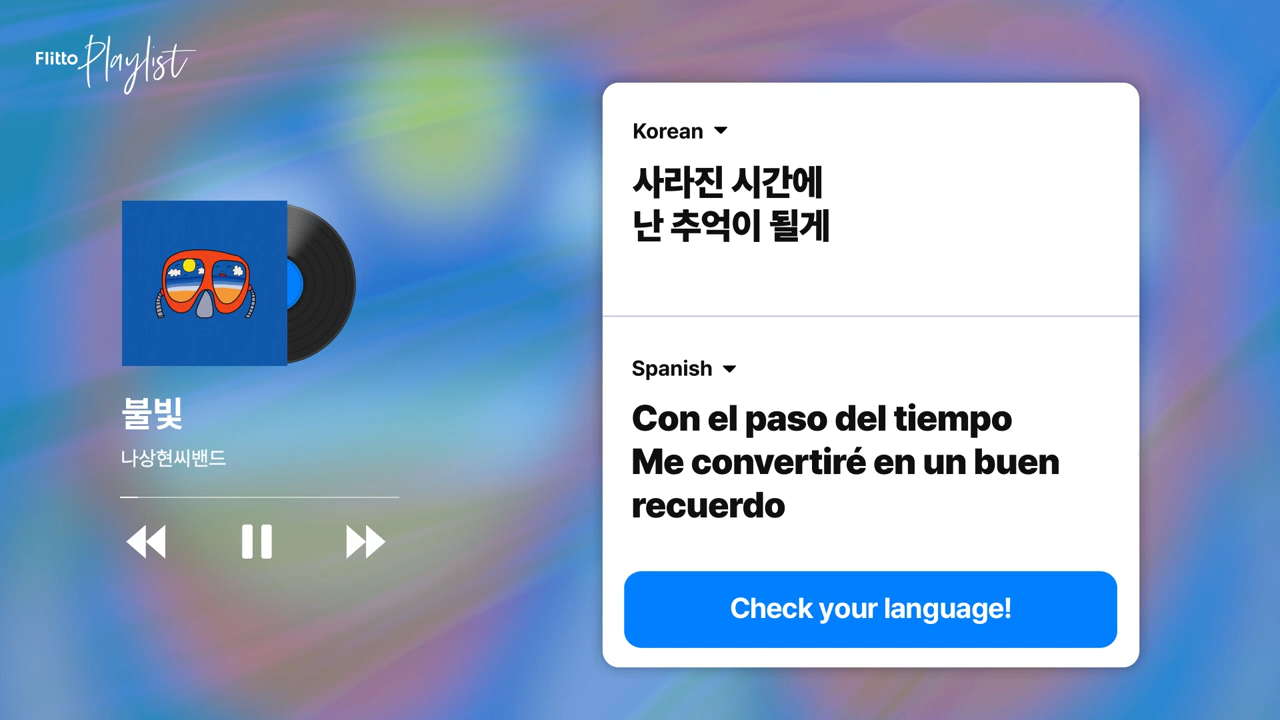 Flitto Playlist
불빛
나상현씨밴드
Korean
사라진 시간에
난 추억이 될게
Spanish
Con el paso del tiempo
Me convertiré en un buen
recuerdo
Check your language!